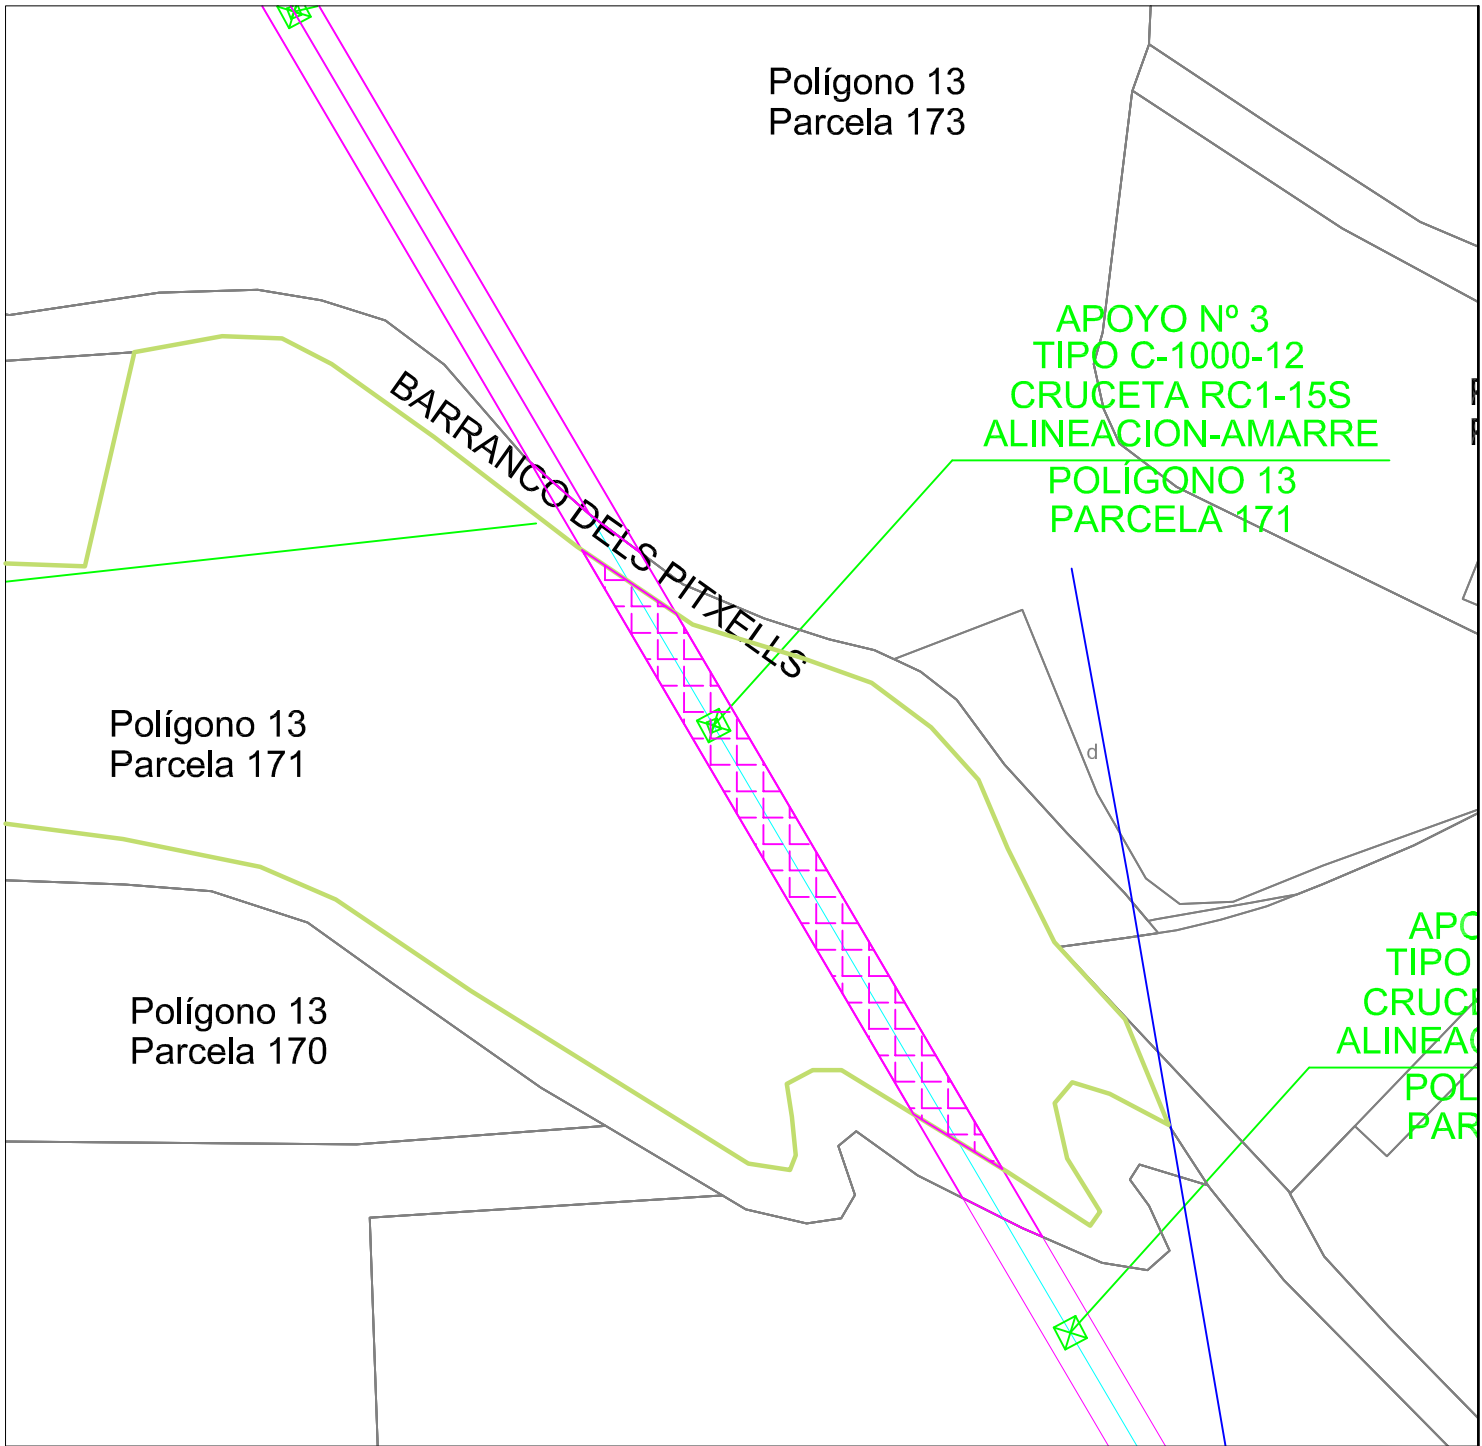 Polígono 13
Parcela 173
APOYO Nº 3
TIPO C-1000-12
CRUCETA RC1-15S
ALINEACION-AMARRE
POLÍGONO 13
PARCELA 171
BARRANCO DELS PITXELLS
Polígono 13
Parcela 171
d
Polígono 13
Parcela 170
TIPO